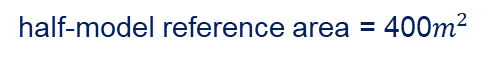 half-model reference area = 400m²